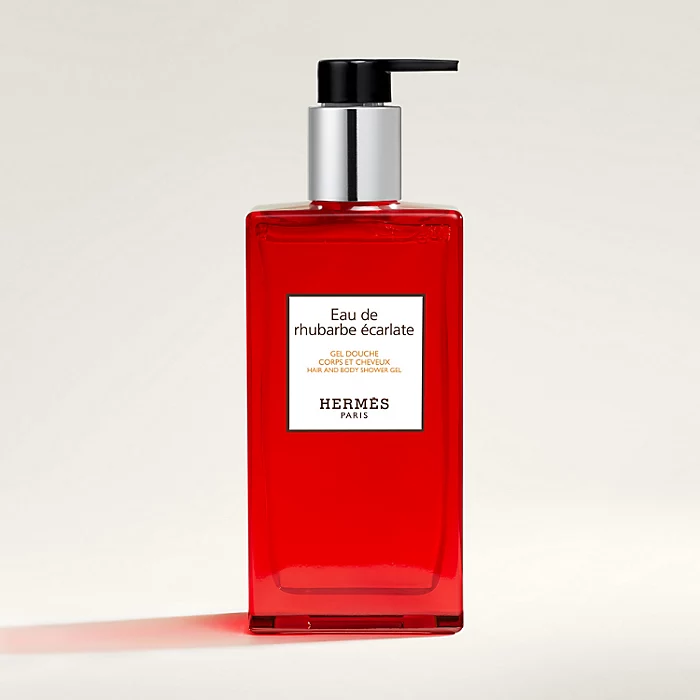 Eau de
rhubarbe écarlate
GEL DOUCHE
CORPS ET CHEVEUX
HAIR AND BODY SHOWER GEL
HERMÈS
PARIS